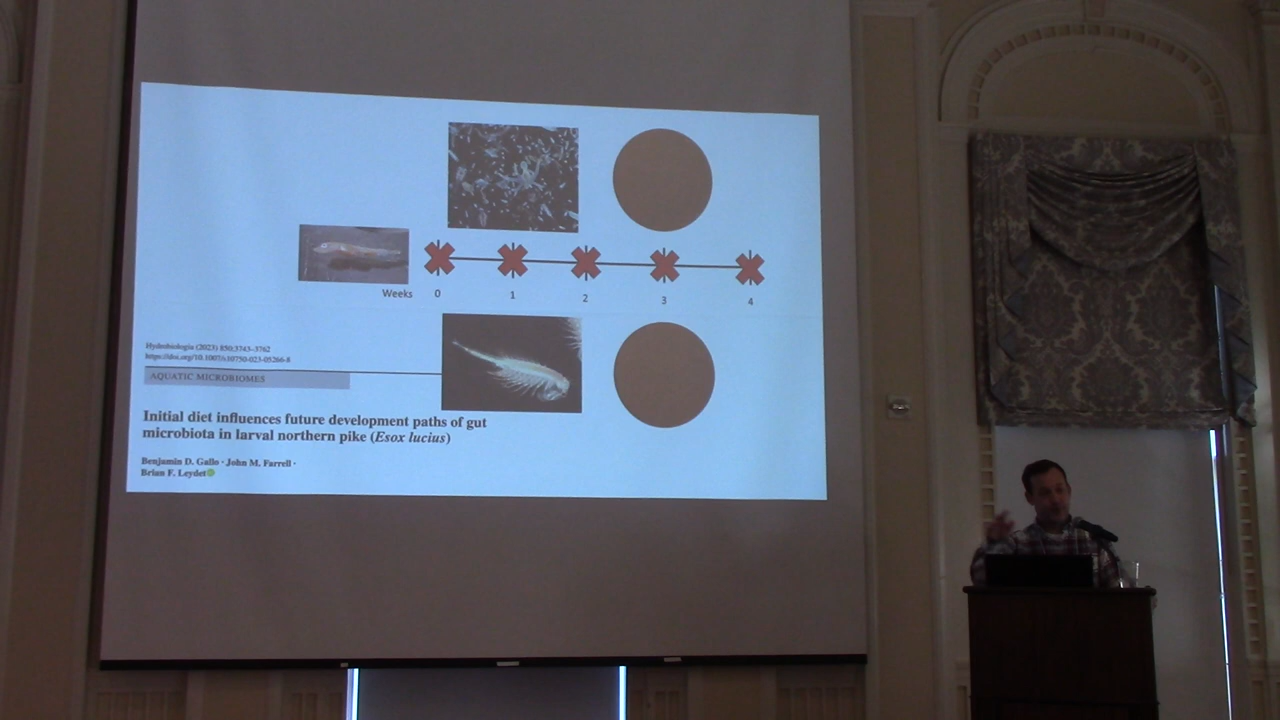 Weeks 0 1 2 3 4
Hydrobiologia (2023) 850:3743–3762
https://doi.org/10.1007/s10750-023-05266-8
AQUATIC MICROBIOMES
Initial diet influences future development paths of gut
microbiota in larval northern pike (Esox lucius)
Benjamin D. Gallo · John M. Farrell ·
Brian F. Leydet